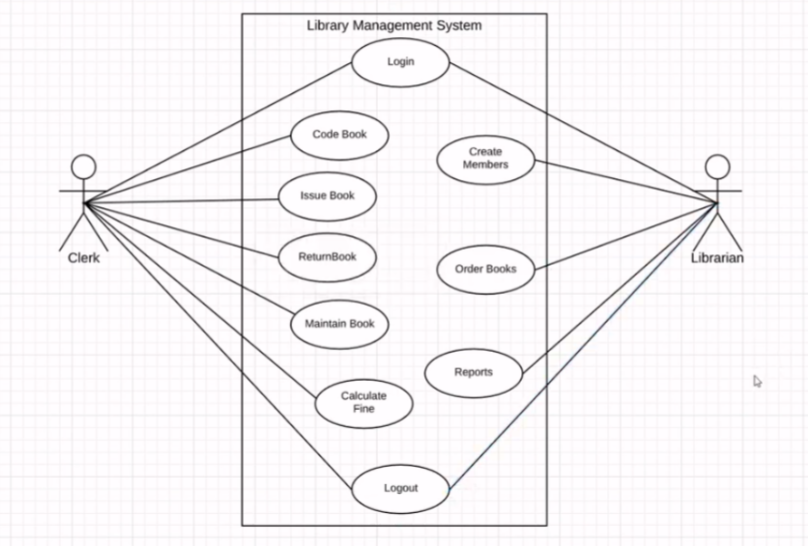 Library Management System
Login
Code Book
Create
Members
Issue Book
ReturnBook
Clerk
Librarian
Order Books
Maintain Book
Reports
Calculate
Fine
Logout